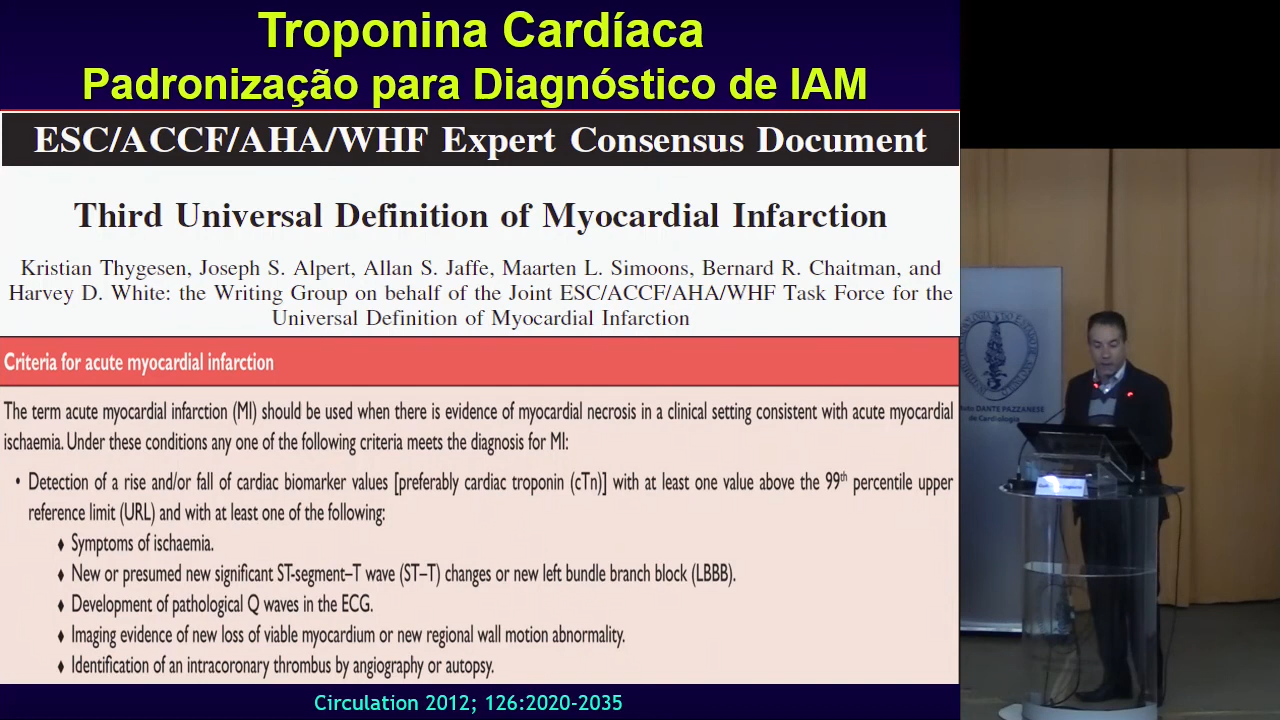 Troponina Cardíaca
Padronização para Diagnóstico de IAM
ESC/ACCF/AHA/WHF Expert Consensus Document
Third Universal Definition of Myocardial Infarction
Kristian Thygesen, Joseph S. Alpert, Allan S. Jaffe, Maarten L. Simoons, Bernard R. Chaitman, and
Harvey D. White: the Writing Group on behalf of the Joint ESC/ACCF/AHA/WHF Task Force for the
Universal Definition of Myocardial Infarction
Criteria for acute myocardial infarction
The term acute myocardial infarction (MI) should be used when there is evidence of myocardial necrosis in a clinical setting consistent with acute myocardial
ischaemia. Under these conditions any one of the following criteria meets the diagnosis for MI:
• Detection of a rise and/or fall of cardiac biomarker values [preferably cardiac troponin (cTn)] with at least one value above the 99th percentile upper
reference limit (URL) and with at least one of the following:
♦ Symptoms of ischaemia.
♦ New or presumed new significant ST-segment–T wave (ST–T) changes or new left bundle branch block (LBBB).
♦ Development of pathological Q waves in the ECG.
♦ Imaging evidence of new loss of viable myocardium or new regional wall motion abnormality.
♦ Identification of an intracoronary thrombus by angiography or autopsy.
Circulation 2012; 126:2020-2035
DANTE PAZZANESE
de Cardiologia